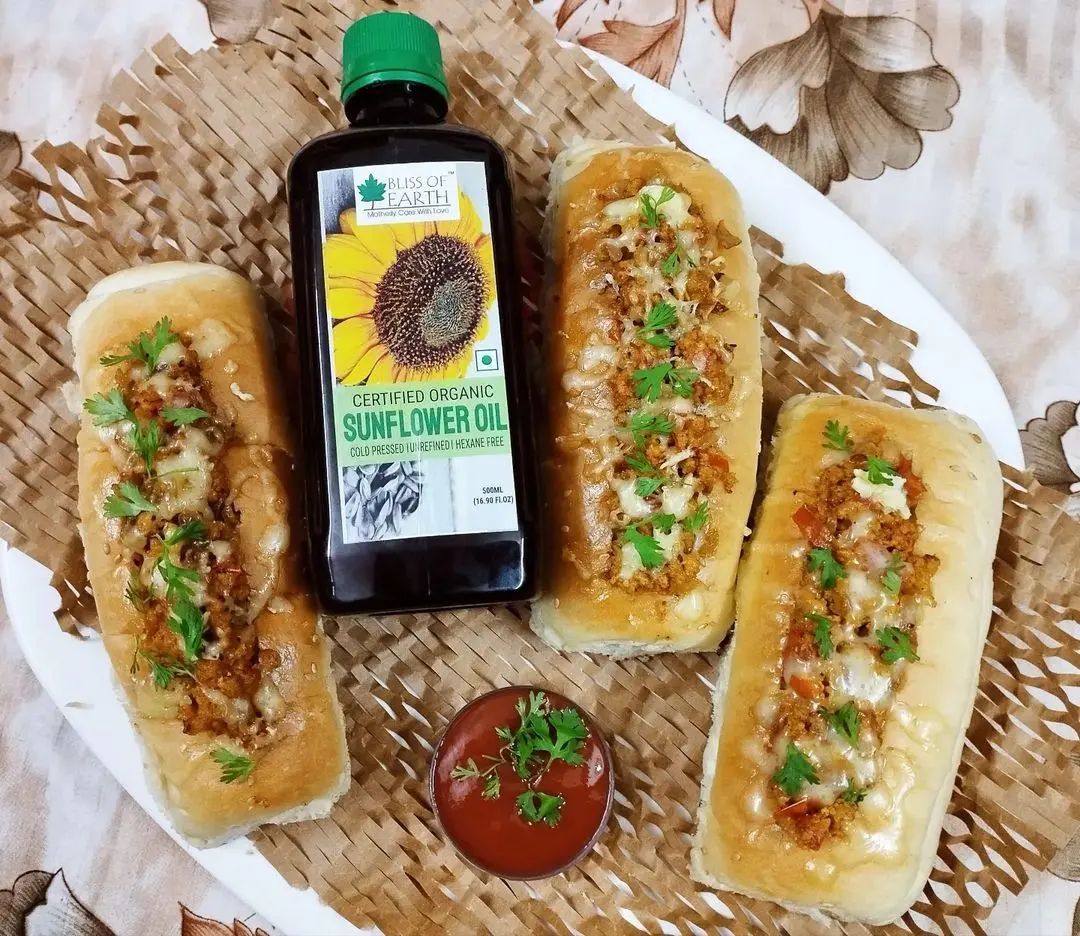 BLISS OF™
EARTH
Motherly Care With Love
CERTIFIED ORGANIC
SUNFLOWER OIL
COLD PRESSED | UNREFINED | HEXANE FREE
500ML
(16.90 FL.OZ)